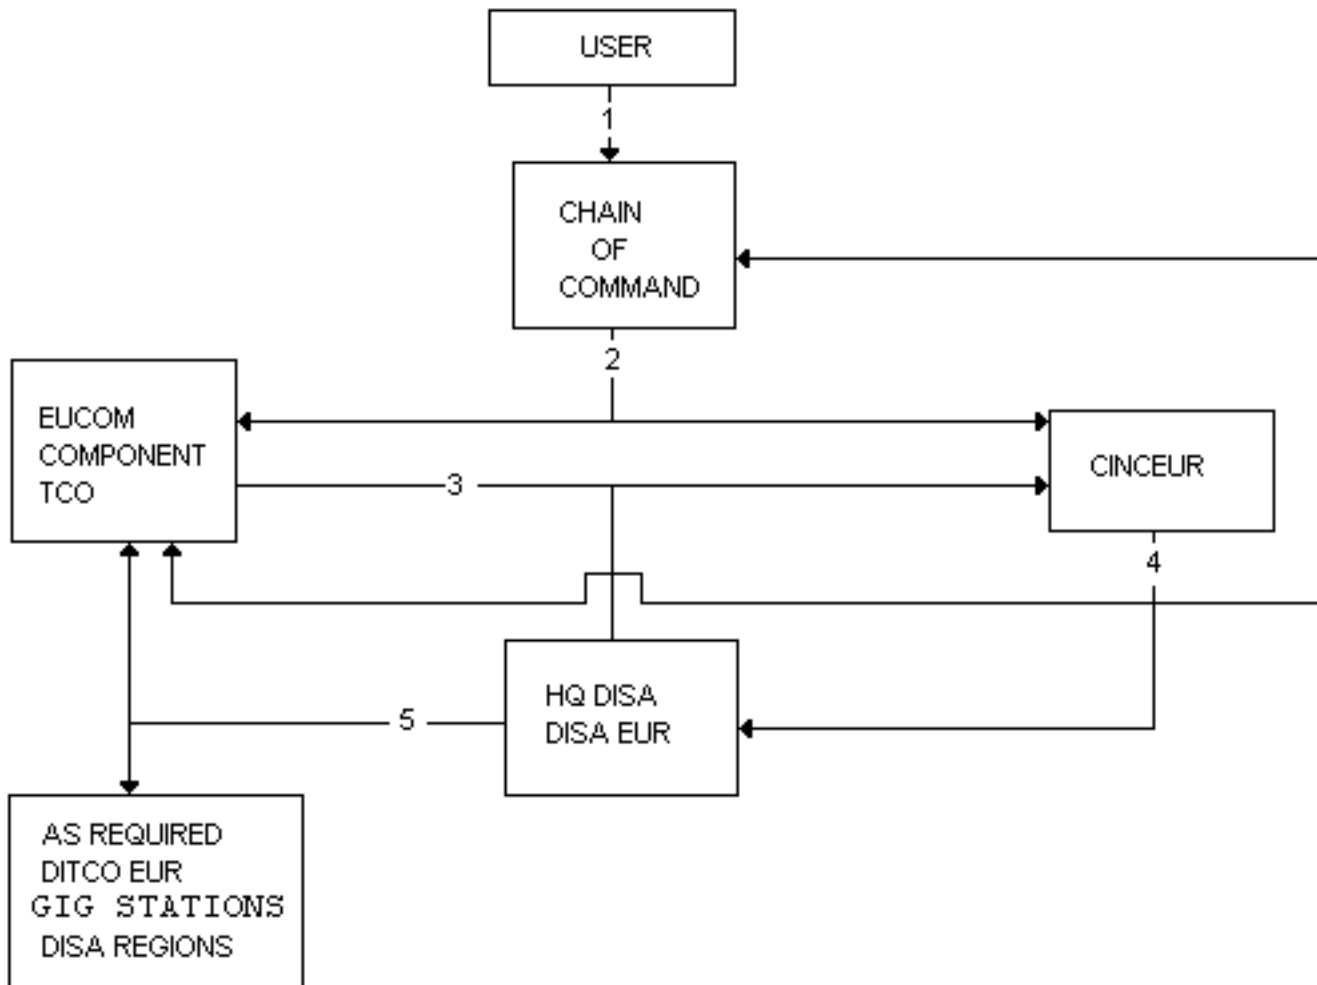 USER
1
CHAIN
OF
COMMAND
2
EUCOM
COMPONENT
TCO
3
CINCEUR
4
HQ DISA
DISA EUR
5
AS REQUIRED
DITCO EUR
GIG STATIONS
DISA REGIONS